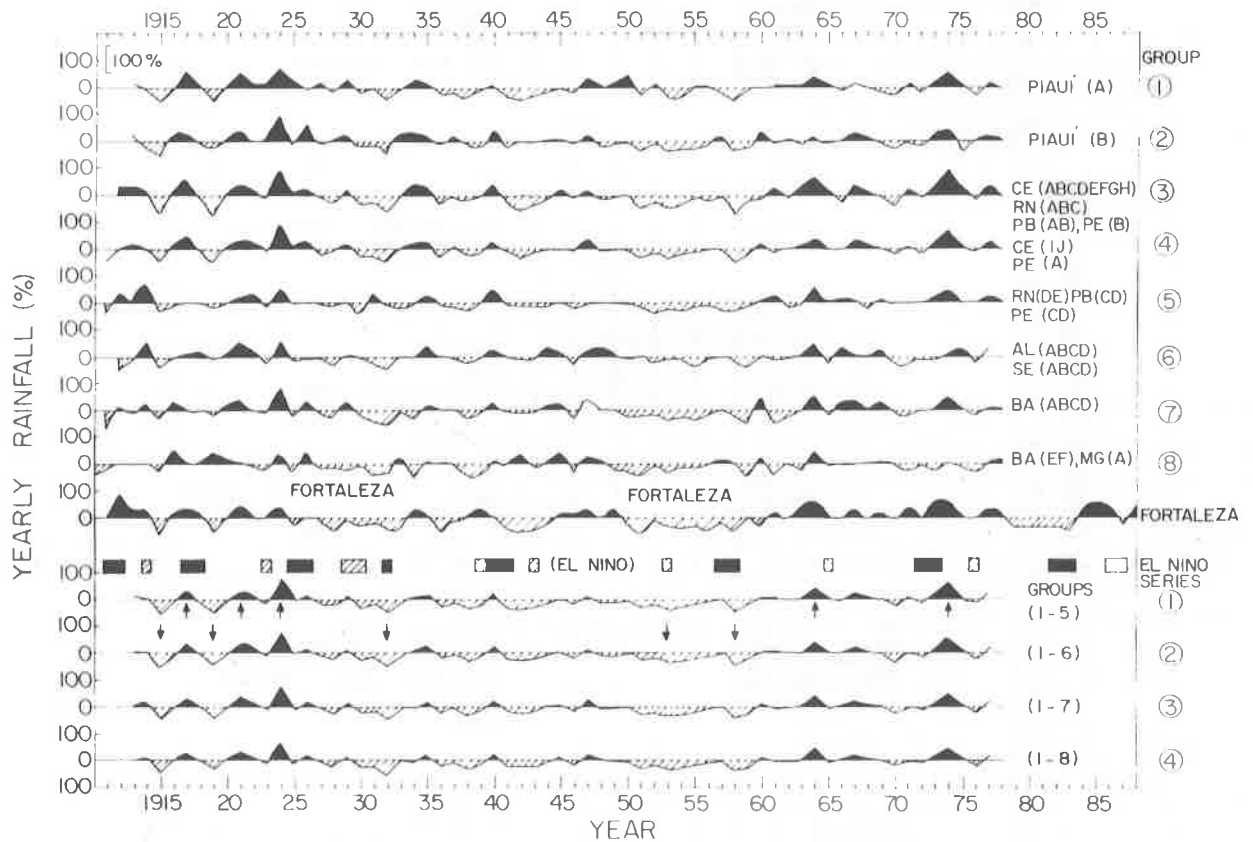 1915 20 25 30 35 40 45 50 55 60 65 70 75 80 85
100 100% GROUP
0 PIAUÍ (A) 1
100
0 PIAUÍ (B) 2
100
0 CE (ABCDEFGH) 3
RN (ABC)
PB (AB), PE (B)
100
0 CE (IJ) 4
PE (A)
100
0 RN(DE) PB(CD) 5
PE (CD)
100
0 AL (ABCD) 6
SE (ABCD)
100
0 BA (ABCD) 7
100
0 BA (EF), MG (A) 8
FORTALEZA FORTALEZA
100
0 FORTALEZA
(EL NINO) EL NINO
SERIES
100
0 GROUPS 1
(1-5)
100
0 (1-6) 2
100
0 (1-7) 3
100
0 (1-8) 4
100
1915 20 25 30 35 40 45 50 55 60 65 70 75 80 85
YEAR
YEARLY RAINFALL (%)